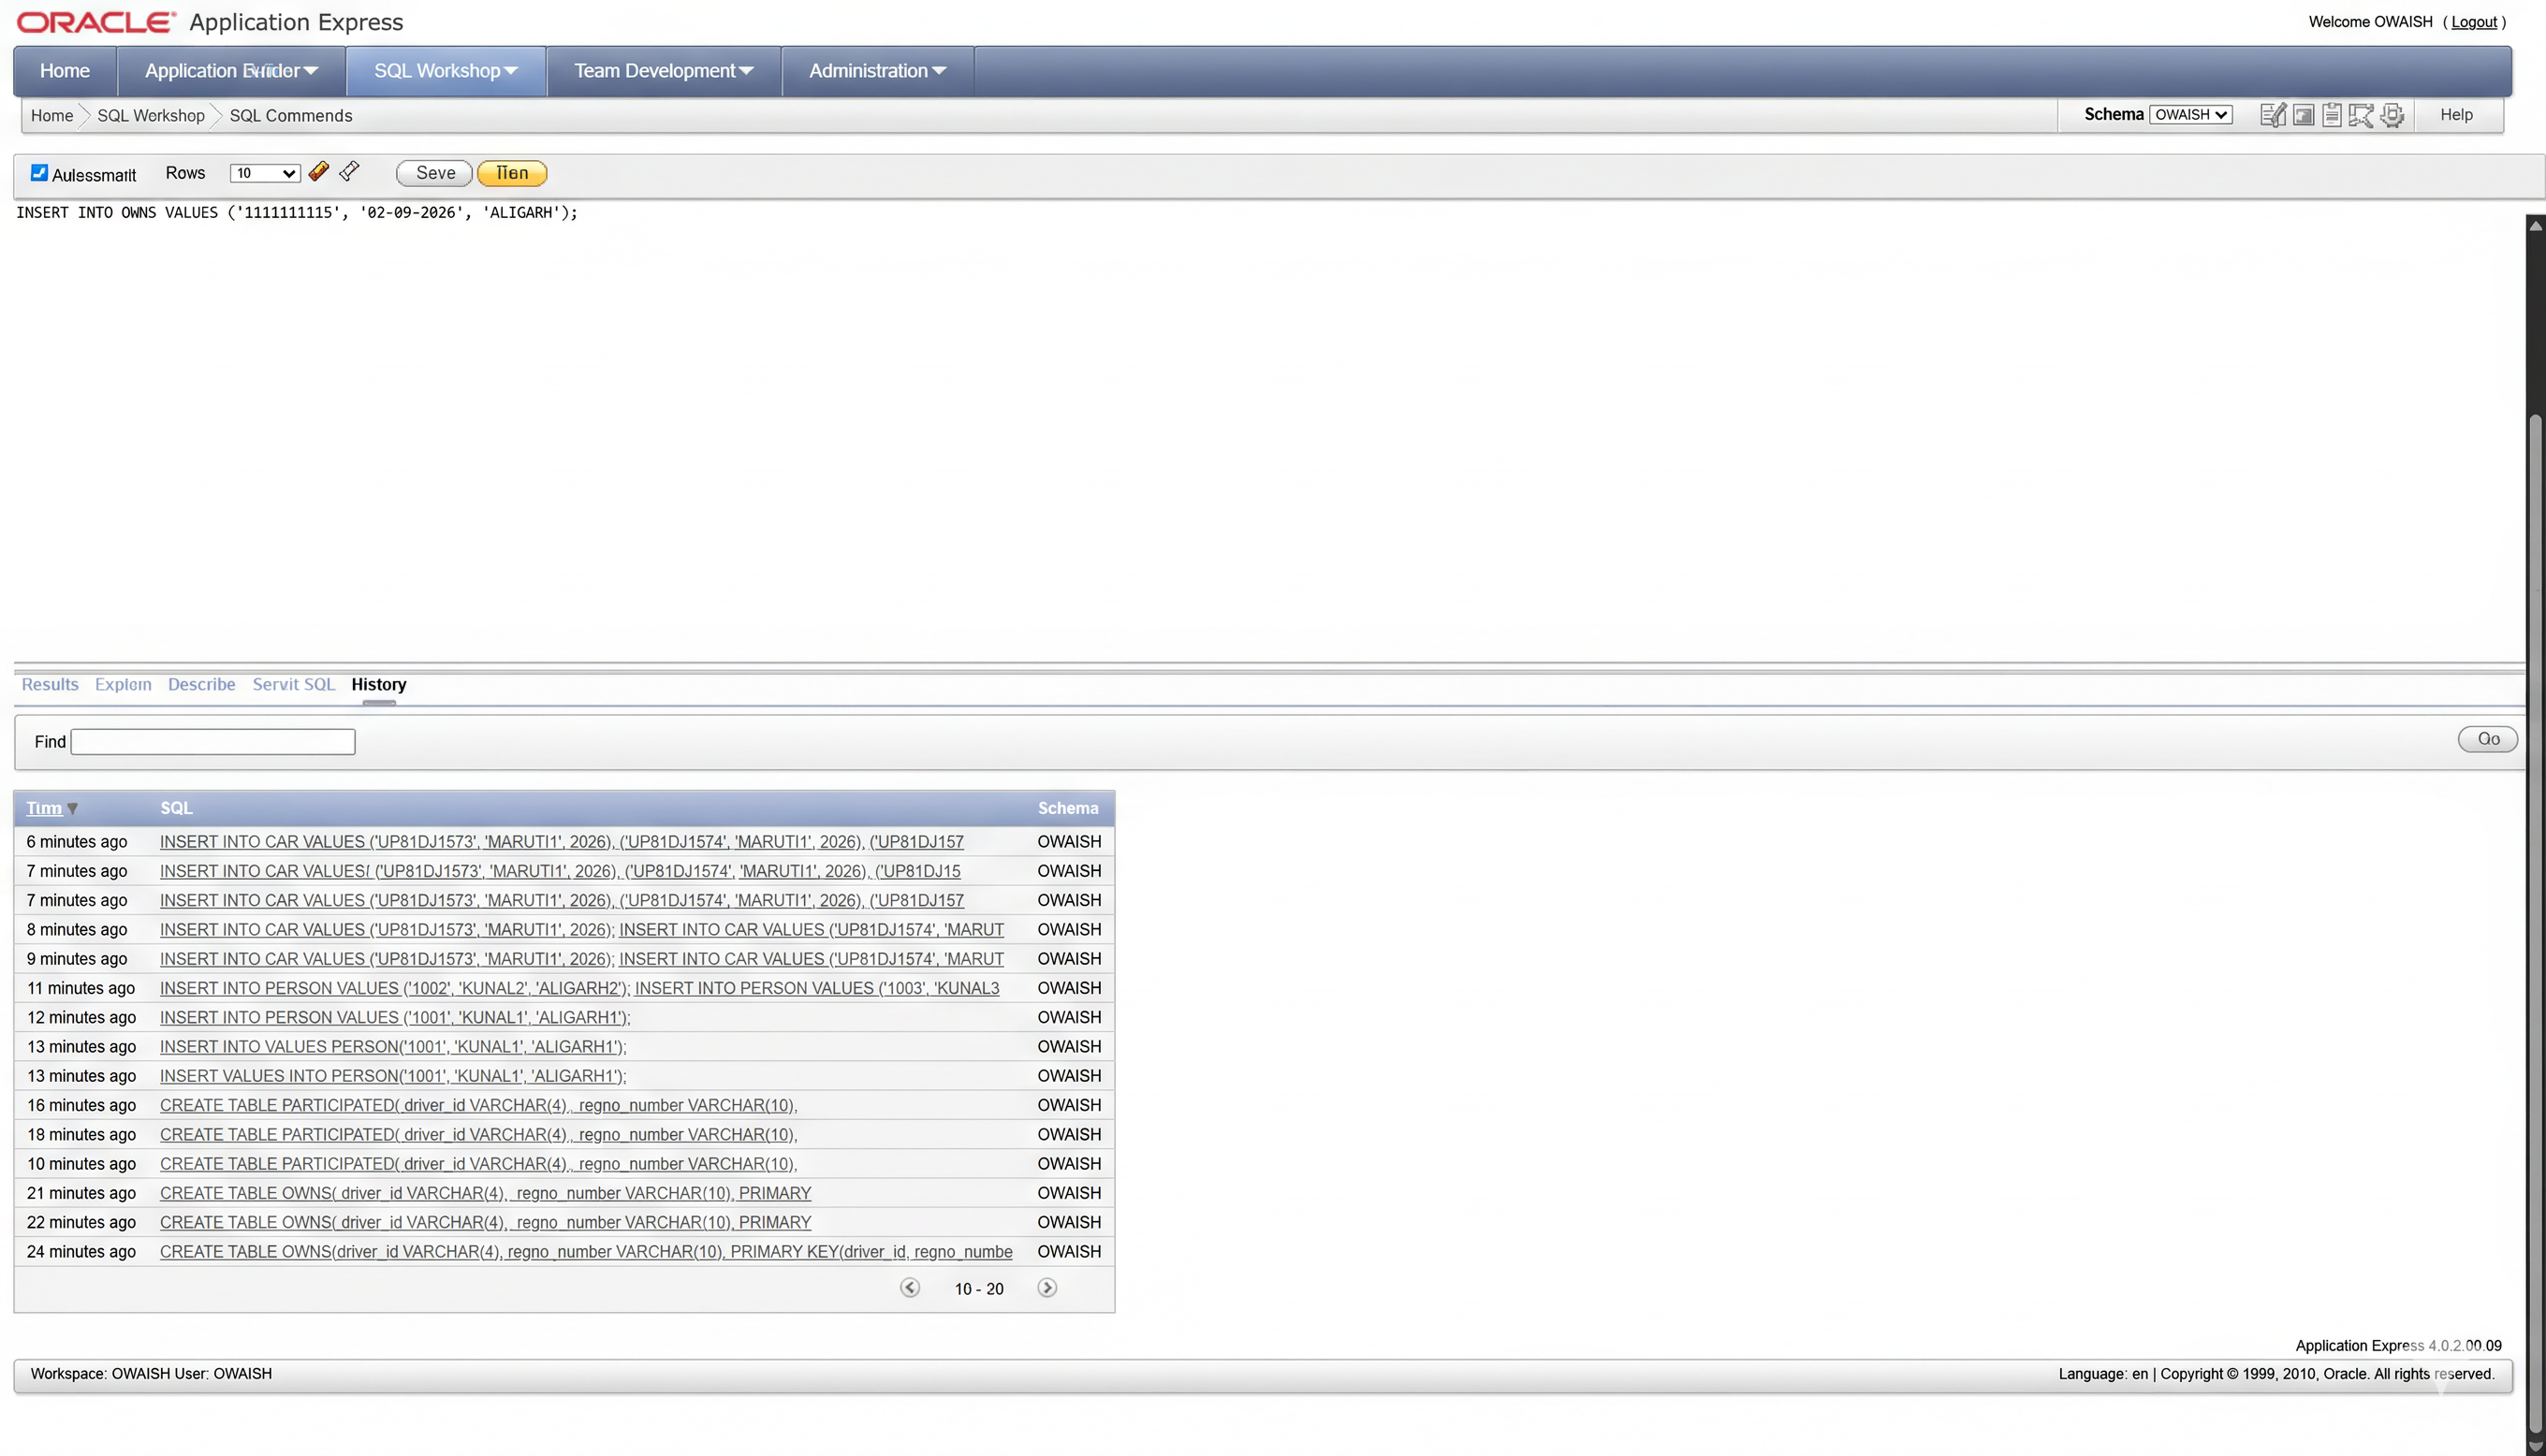 ORACLE Application Express
Welcome OWAISH ( Logout )
Home Application SQL Workshop Team Development Administration
Home SQL Workshop SQL Commends
Schema OWAISH Help
Aulessmatit Rows 10 Seve
INSERT INTO OWNS VALUES ('1111111115', '02-09-2026', 'ALIGARH');
Results Explom Describe Servit SQL History
Find Qo
Timn SQL Schema
6 minutes ago INSERT INTO CAR VALUES ('UP81DJ1573', 'MARUTI1', 2026), ('UP81DJ1574', 'MARUTI1', 2026), ('UP81DJ157 OWAISH
7 minutes ago INSERT INTO CAR VALUES( ('UP81DJ1573', 'MARUTI1', 2026), ('UP81DJ1574', 'MARUTI1', 2026), ('UP81DJ15 OWAISH
7 minutes ago INSERT INTO CAR VALUES ('UP81DJ1573', 'MARUTI1', 2026), ('UP81DJ1574', 'MARUTI1', 2026), ('UP81DJ157 OWAISH
8 minutes ago INSERT INTO CAR VALUES ('UP81DJ1573', 'MARUTI1', 2026); INSERT INTO CAR VALUES ('UP81DJ1574', 'MARUT OWAISH
9 minutes ago INSERT INTO CAR VALUES ('UP81DJ1573', 'MARUTI1', 2026); INSERT INTO CAR VALUES ('UP81DJ1574', 'MARUT OWAISH
11 minutes ago INSERT INTO PERSON VALUES ('1002', 'KUNAL2', 'ALIGARH2'); INSERT INTO PERSON VALUES ('1003', 'KUNAL3 OWAISH
12 minutes ago INSERT INTO PERSON VALUES ('1001', 'KUNAL1', 'ALIGARH1'); OWAISH
13 minutes ago INSERT INTO VALUES PERSON('1001', 'KUNAL1', 'ALIGARH1'); OWAISH
13 minutes ago INSERT VALUES INTO PERSON('1001', 'KUNAL1', 'ALIGARH1'); OWAISH
16 minutes ago CREATE TABLE PARTICIPATED( driver_id VARCHAR(4), regno_number VARCHAR(10), OWAISH
18 minutes ago CREATE TABLE PARTICIPATED( driver_id VARCHAR(4), regno_number VARCHAR(10), OWAISH
10 minutes ago CREATE TABLE PARTICIPATED( driver_id VARCHAR(4), regno_number VARCHAR(10), OWAISH
21 minutes ago CREATE TABLE OWNS( driver_id VARCHAR(4), regno_number VARCHAR(10), PRIMARY OWAISH
22 minutes ago CREATE TABLE OWNS( driver_id VARCHAR(4), regno_number VARCHAR(10), PRIMARY OWAISH
24 minutes ago CREATE TABLE OWNS(driver_id VARCHAR(4), regno_number VARCHAR(10), PRIMARY KEY(driver_id, regno_numbe OWAISH
10 - 20
Application Express 4.0.2.00.09
Workspace: OWAISH User: OWAISH
Language: en | Copyright © 1999, 2010, Oracle. All rights reserved.